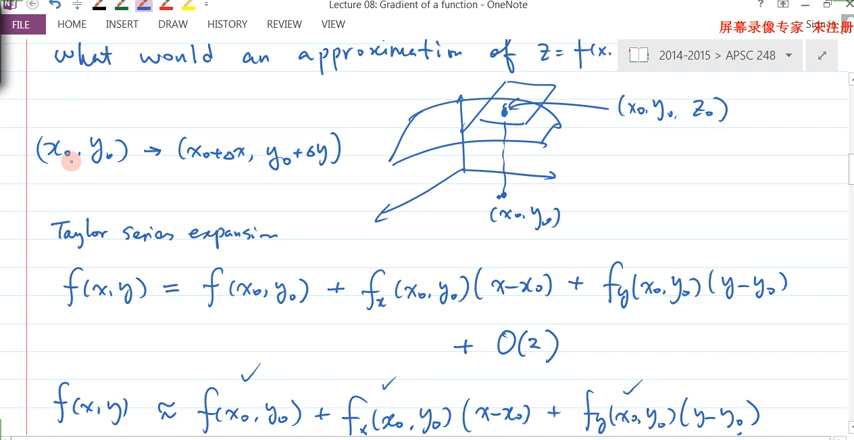 Lecture 08: Gradient of a function - OneNote
屏幕录像专家 未注册
FILE HOME INSERT DRAW HISTORY REVIEW VIEW
2014-2015 > APSC 248
What would an approximation of z = f(x.
(x₀, y₀, z₀)
(x₀, y₀) → (x₀+Δx, y₀+Δy)
(x₀, y₀)
Taylor series expansion
f(x,y) = f(x₀,y₀) + fₓ(x₀,y₀)(x-x₀) + f_y(x₀,y₀)(y-y₀)
+ O(2)
f(x,y) ≈ f(x₀,y₀) + fₓ(x₀,y₀)(x-x₀) + f_y(x₀,y₀)(y-y₀)